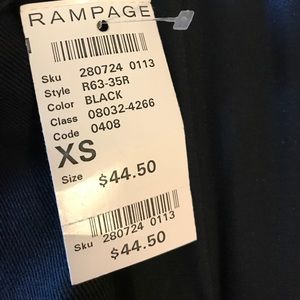 RAMPAGE
Sku 280724 0113
Style R63-35R
Color BLACK
Class 08032-4266
Code 0408
XS
Size $44.50
Sku 280724 0113
$44.50